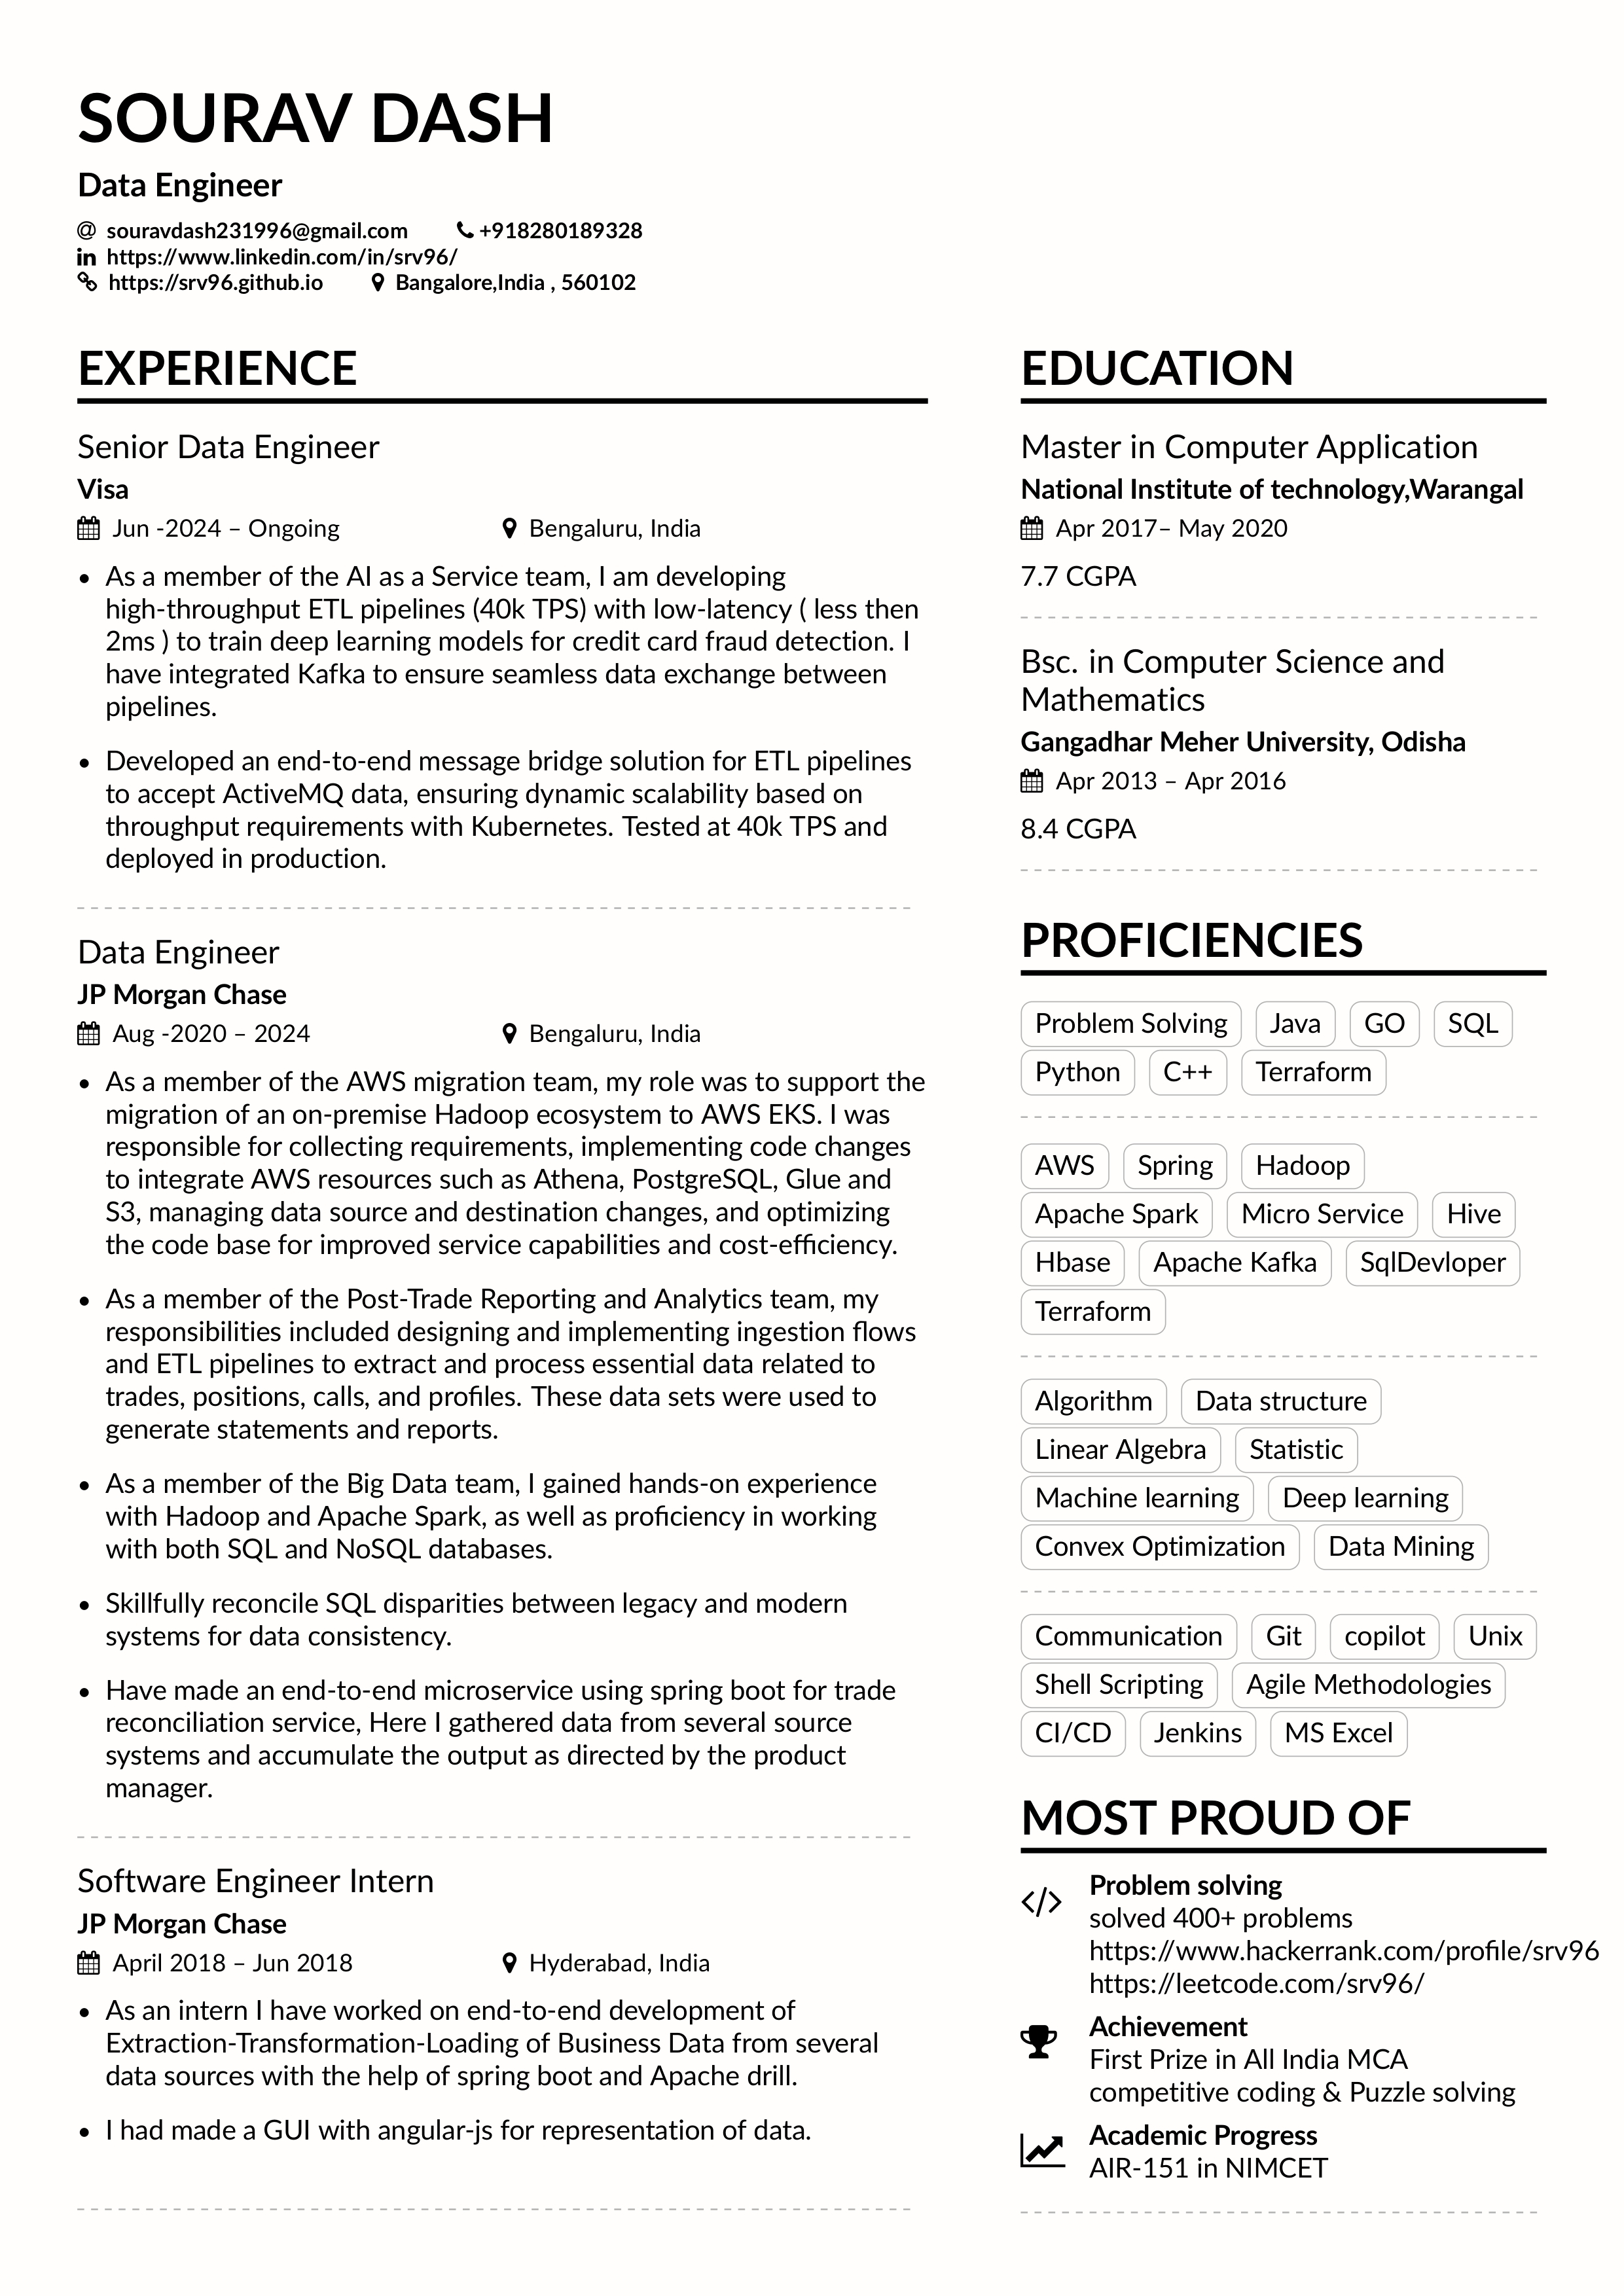 SOURAV DASH
Data Engineer
@ souravdash231996@gmail.com +918280189328
in https://www.linkedin.com/in/srv96/
https://srv96.github.io Bangalore,India , 560102
EXPERIENCE
Senior Data Engineer
Visa
Jun -2024 – Ongoing Bengaluru, India
• As a member of the AI as a Service team, I am developing
high-throughput ETL pipelines (40k TPS) with low-latency ( less then
2ms ) to train deep learning models for credit card fraud detection. I
have integrated Kafka to ensure seamless data exchange between
pipelines.
• Developed an end-to-end message bridge solution for ETL pipelines
to accept ActiveMQ data, ensuring dynamic scalability based on
throughput requirements with Kubernetes. Tested at 40k TPS and
deployed in production.
Data Engineer
JP Morgan Chase
Aug -2020 – 2024 Bengaluru, India
• As a member of the AWS migration team, my role was to support the
migration of an on-premise Hadoop ecosystem to AWS EKS. I was
responsible for collecting requirements, implementing code changes
to integrate AWS resources such as Athena, PostgreSQL, Glue and
S3, managing data source and destination changes, and optimizing
the code base for improved service capabilities and cost-efficiency.
• As a member of the Post-Trade Reporting and Analytics team, my
responsibilities included designing and implementing ingestion flows
and ETL pipelines to extract and process essential data related to
trades, positions, calls, and profiles. These data sets were used to
generate statements and reports.
• As a member of the Big Data team, I gained hands-on experience
with Hadoop and Apache Spark, as well as proficiency in working
with both SQL and NoSQL databases.
• Skillfully reconcile SQL disparities between legacy and modern
systems for data consistency.
• Have made an end-to-end microservice using spring boot for trade
reconciliation service, Here I gathered data from several source
systems and accumulate the output as directed by the product
manager.
Software Engineer Intern
JP Morgan Chase
April 2018 – Jun 2018 Hyderabad, India
• As an intern I have worked on end-to-end development of
Extraction-Transformation-Loading of Business Data from several
data sources with the help of spring boot and Apache drill.
• I had made a GUI with angular-js for representation of data.
EDUCATION
Master in Computer Application
National Institute of technology,Warangal
Apr 2017– May 2020
7.7 CGPA
Bsc. in Computer Science and
Mathematics
Gangadhar Meher University, Odisha
Apr 2013 – Apr 2016
8.4 CGPA
PROFICIENCIES
Problem Solving Java GO SQL
Python C++ Terraform
AWS Spring Hadoop
Apache Spark Micro Service Hive
Hbase Apache Kafka SqlDevloper
Terraform
Algorithm Data structure
Linear Algebra Statistic
Machine learning Deep learning
Convex Optimization Data Mining
Communication Git copilot Unix
Shell Scripting Agile Methodologies
CI/CD Jenkins MS Excel
MOST PROUD OF
Problem solving
solved 400+ problems
https://www.hackerrank.com/profile/srv96
https://leetcode.com/srv96/
Achievement
First Prize in All India MCA
competitive coding & Puzzle solving
Academic Progress
AIR-151 in NIMCET